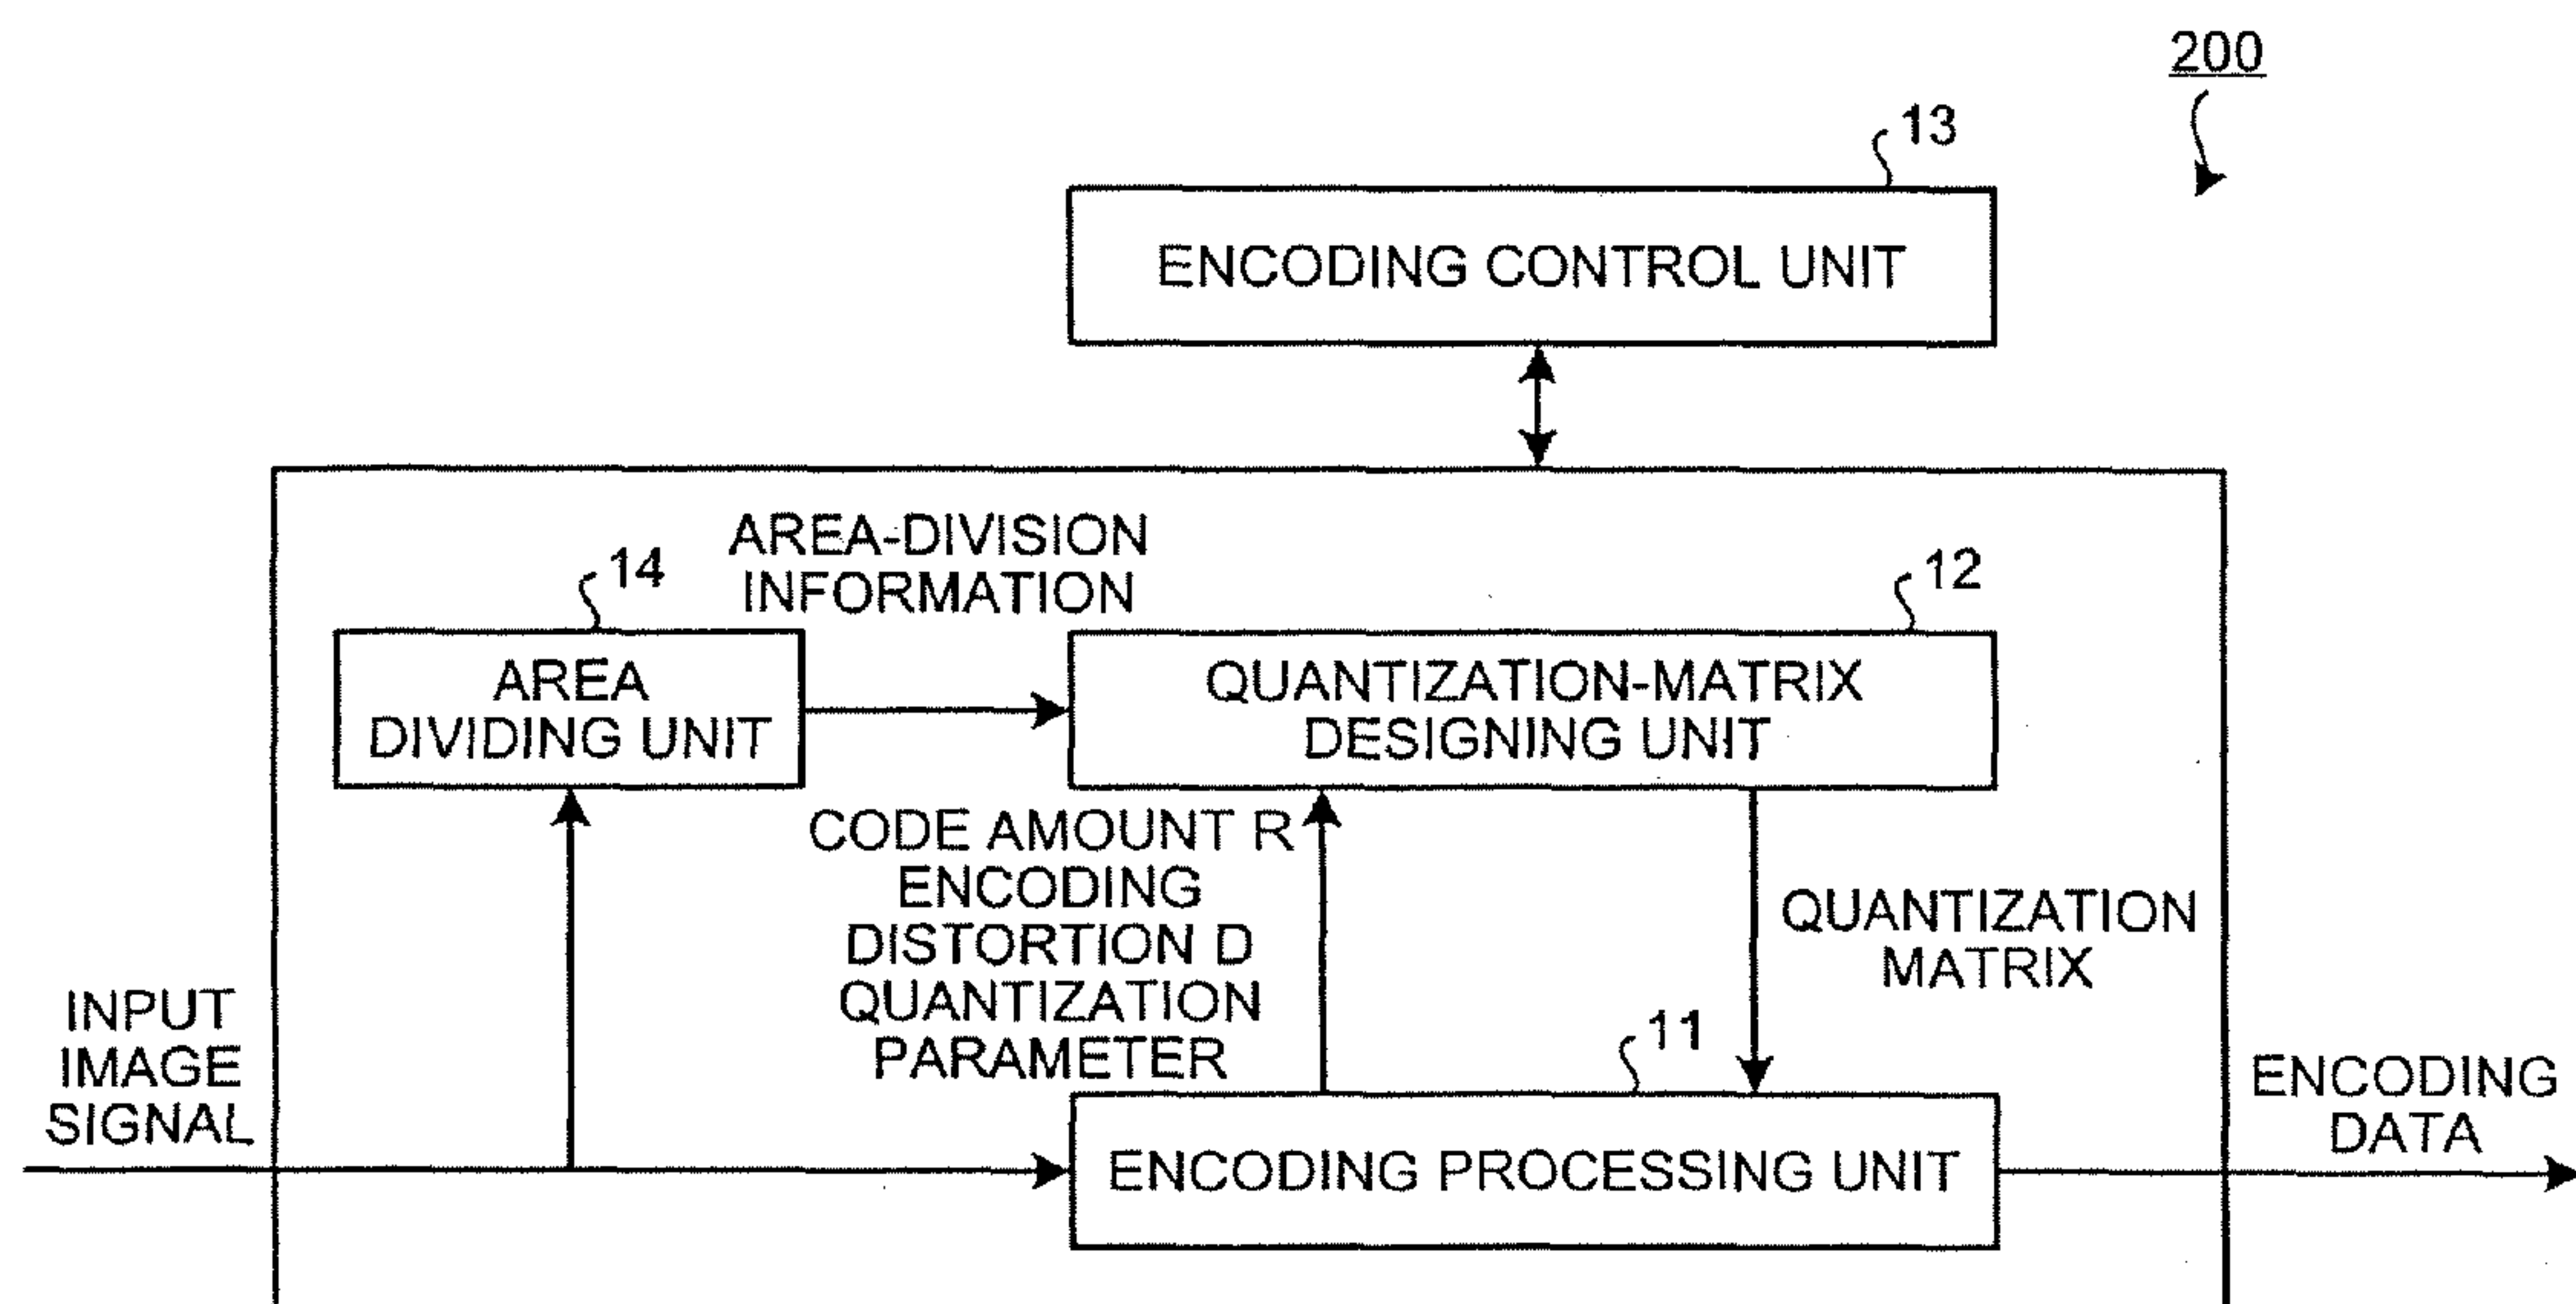 200
13
ENCODING CONTROL UNIT
AREA-DIVISION
INFORMATION
14
12
AREA
DIVIDING UNIT
QUANTIZATION-MATRIX
DESIGNING UNIT
CODE AMOUNT R
ENCODING
DISTORTION D
QUANTIZATION
PARAMETER
QUANTIZATION
MATRIX
INPUT
IMAGE
SIGNAL
11
ENCODING PROCESSING UNIT
ENCODING
DATA